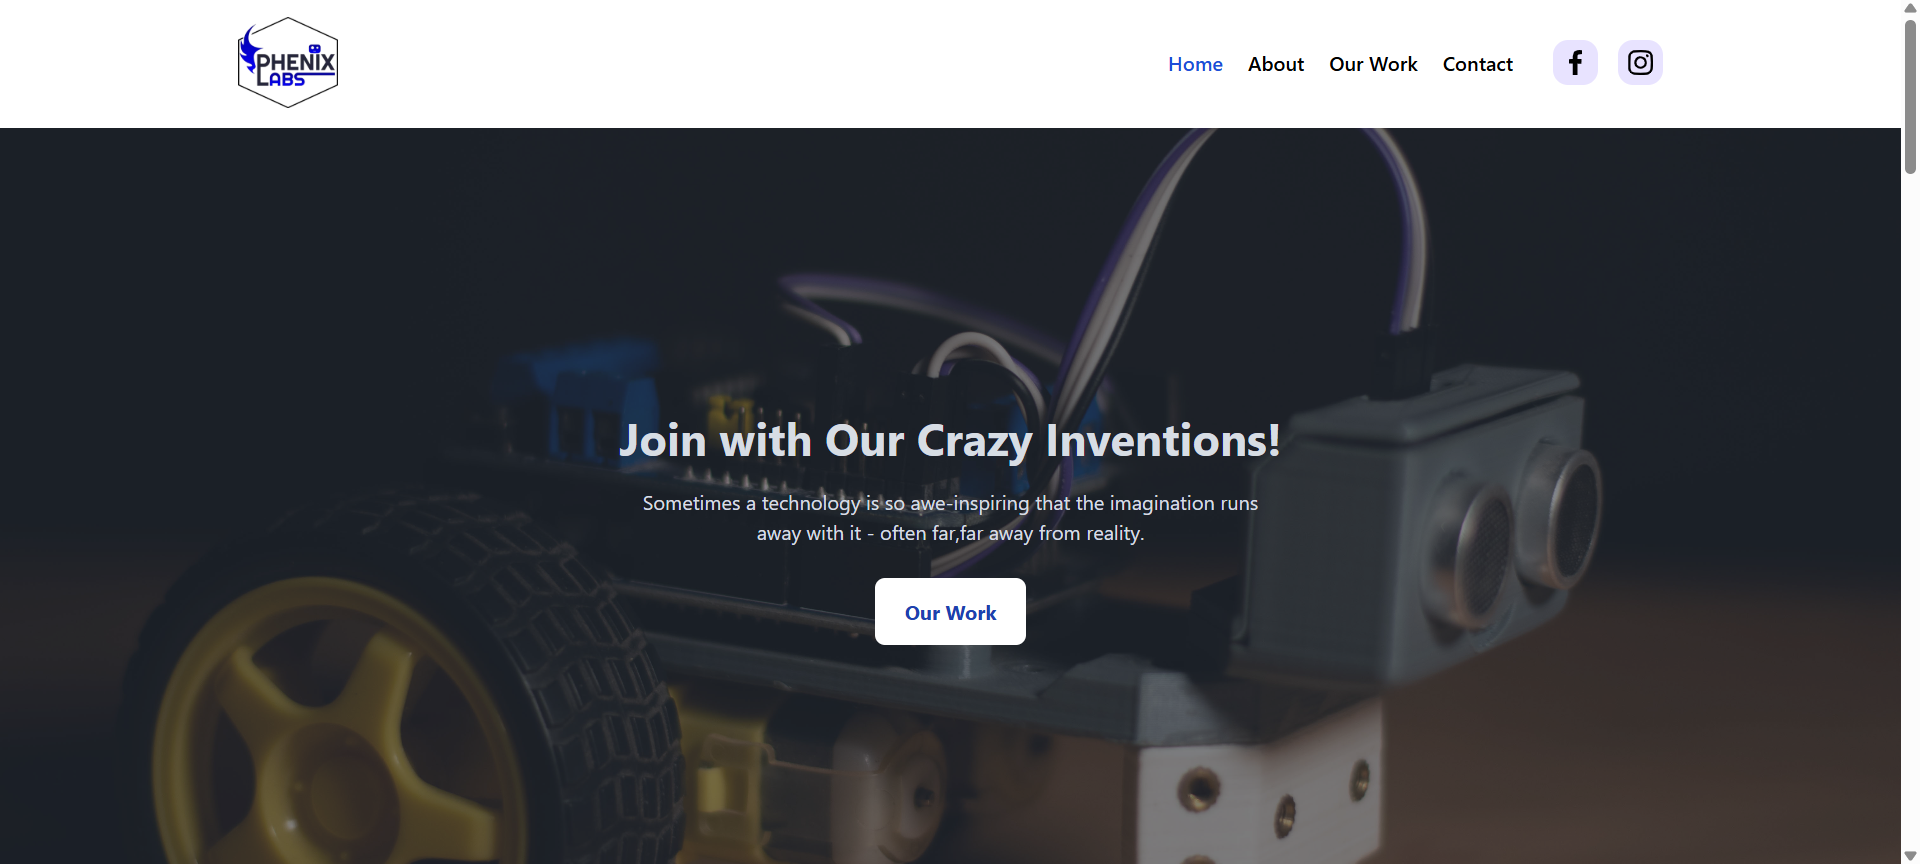 PHENIX
LABS
Home
About
Our Work
Contact
Join with Our Crazy Inventions!
Sometimes a technology is so awe-inspiring that the imagination runs
away with it - often far,far away from reality.
Our Work